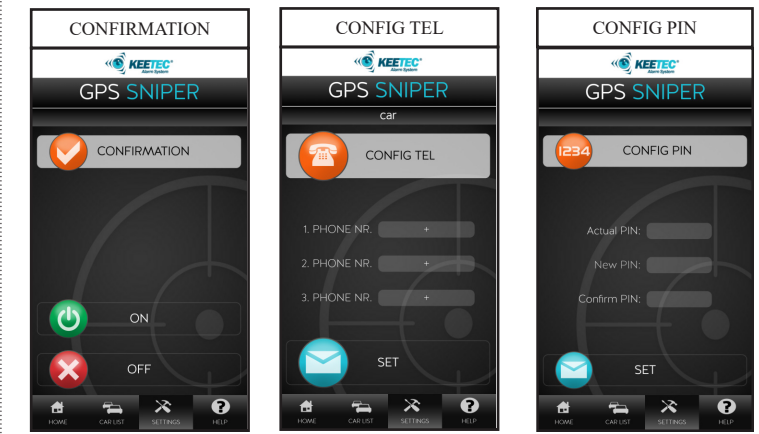 CONFIRMATION
KEETEC
Alarm System
GPS SNIPER
CONFIRMATION
ON
OFF
HOME
CAR LIST
SETTINGS
HELP
CONFIG TEL
KEETEC
Alarm System
GPS SNIPER
car
CONFIG TEL
1. PHONE NR. +
2. PHONE NR. +
3. PHONE NR. +
SET
HOME
CAR LIST
SETTINGS
HELP
CONFIG PIN
KEETEC
Alarm System
GPS SNIPER
1234 CONFIG PIN
Actual PIN:
New PIN:
Confirm PIN:
SET
HOME
CAR LIST
SETTINGS
HELP